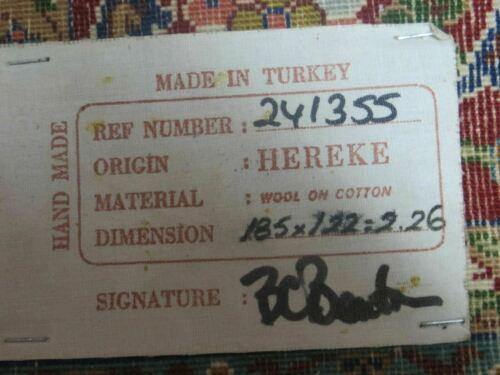 MADE IN TURKEY
HAND MADE
REF NUMBER : 241355
ORIGIN : HEREKE
MATERIAL : WOOL ON COTTON
DIMENSION : 185x122=2.26
SIGNATURE :